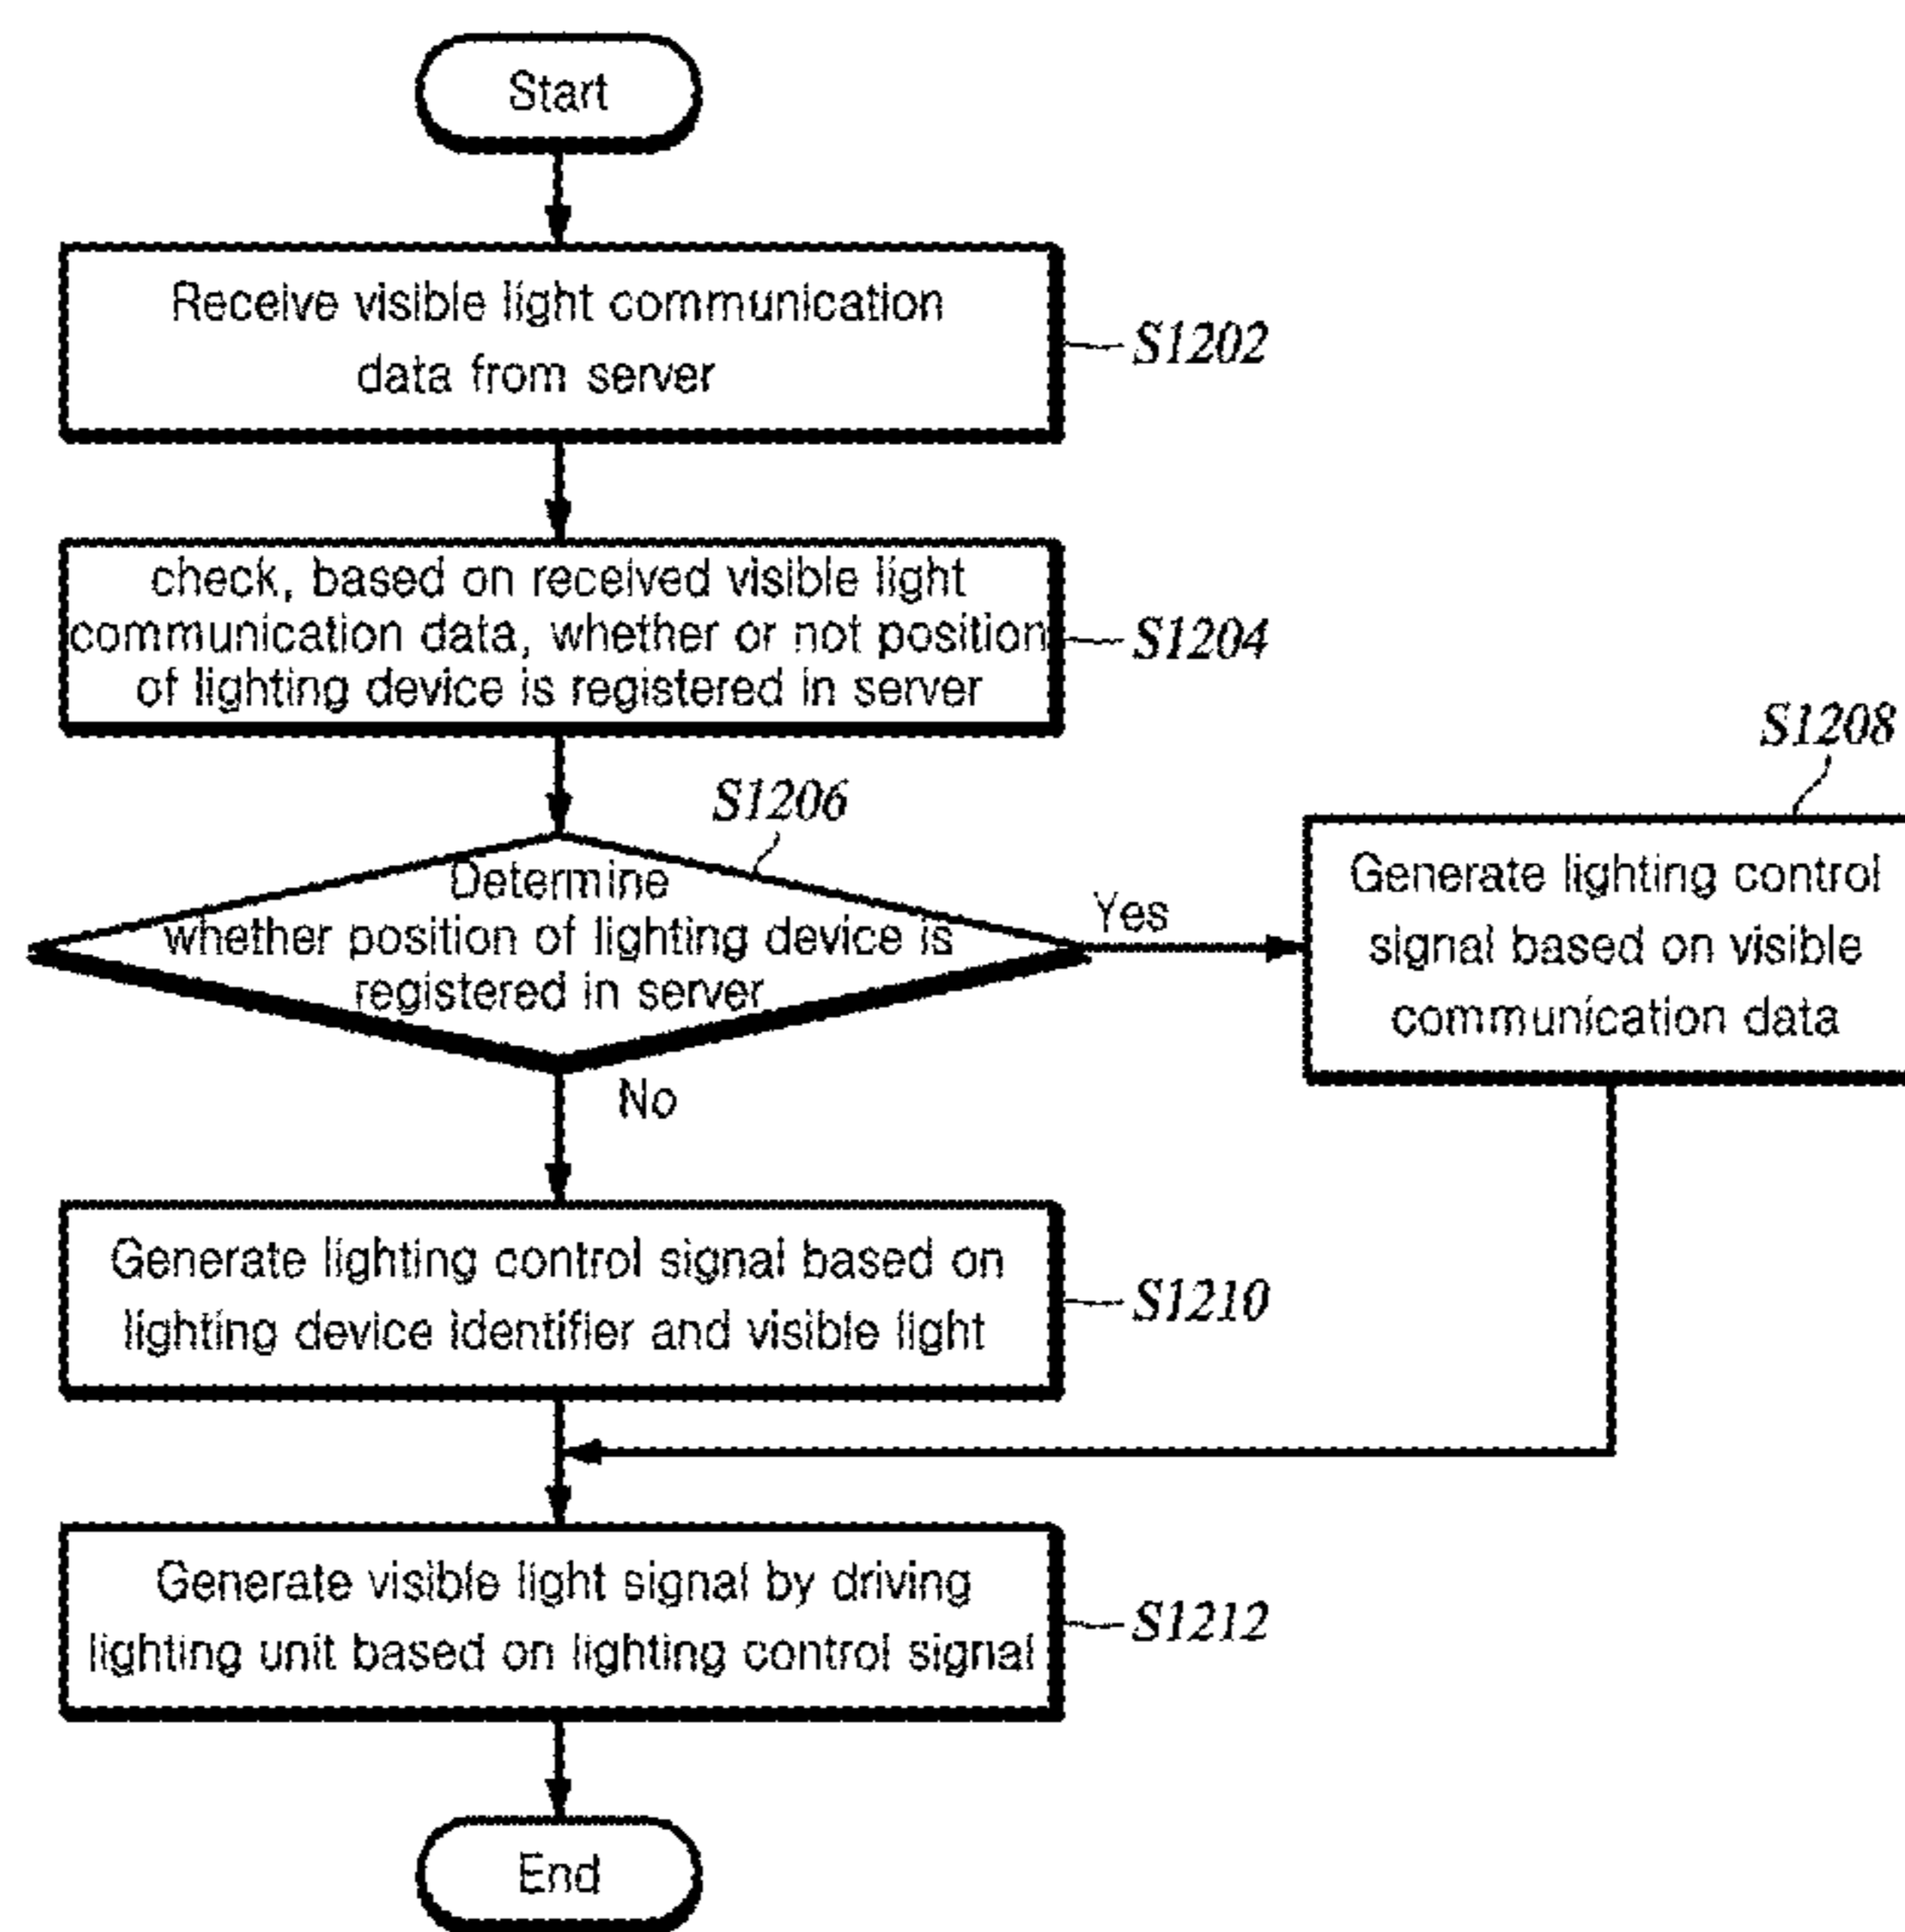 Start
Receive visible light communication
data from server
S1202
check, based on received visible light
communication data, whether or not position
of lighting device is registered in server
S1204
S1206
Determine
whether position of lighting device is
registered in server
Yes
No
S1208
Generate lighting control
signal based on visible
communication data
Generate lighting control signal based on
lighting device identifier and visible light
S1210
Generate visible light signal by driving
lighting unit based on lighting control signal
S1212
End